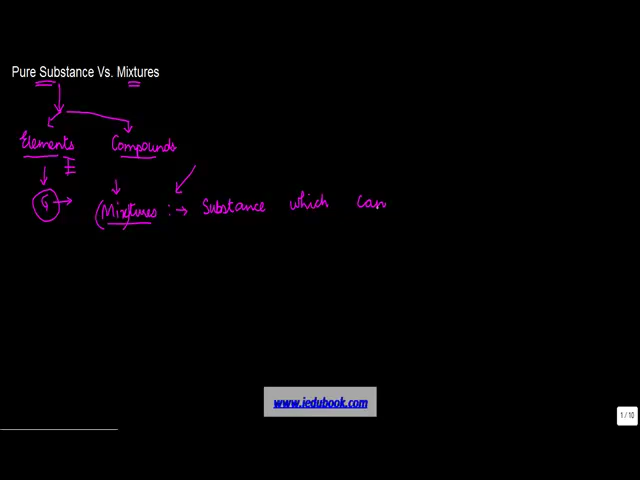 Pure Substance Vs. Mixtures
Elements Compounds
(Mixtures) :→ Substance which can
www.iedubook.com
1 / 10